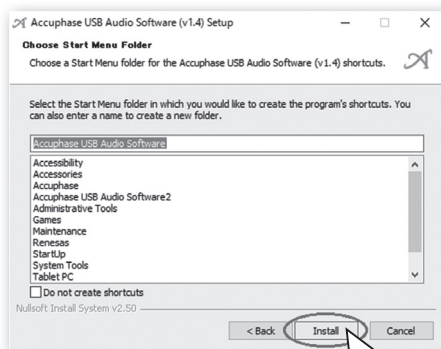 Accuphase USB Audio Software (v1.4) Setup
Choose Start Menu Folder
Choose a Start Menu folder for the Accuphase USB Audio Software (v1.4) shortcuts.
Select the Start Menu folder in which you would like to create the program's shortcuts. You
can also enter a name to create a new folder.
Accuphase USB Audio Software
Accessibility
Accessories
Accuphase
Accuphase USB Audio Software2
Administrative Tools
Games
Maintenance
Renesas
StartUp
System Tools
Tablet PC
Do not create shortcuts
Nullsoft Install System v2.50
< Back Install Cancel